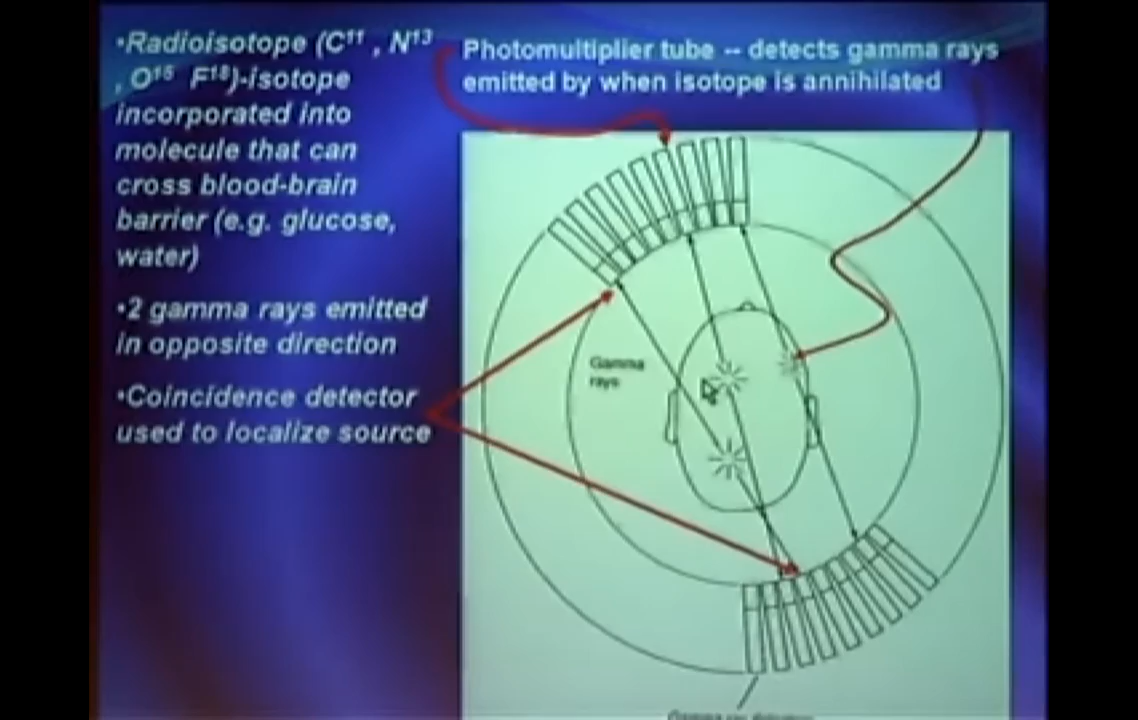 •Radioisotope (C¹¹ , N¹³
, O¹⁵ F¹⁸)-isotope
incorporated into
molecule that can
cross blood-brain
barrier (e.g. glucose,
water)
•2 gamma rays emitted
in opposite direction
•Coincidence detector
used to localize source
Photomultiplier tube -- detects gamma rays
emitted by when isotope is annihilated
Gamma
rays
Gamma ray